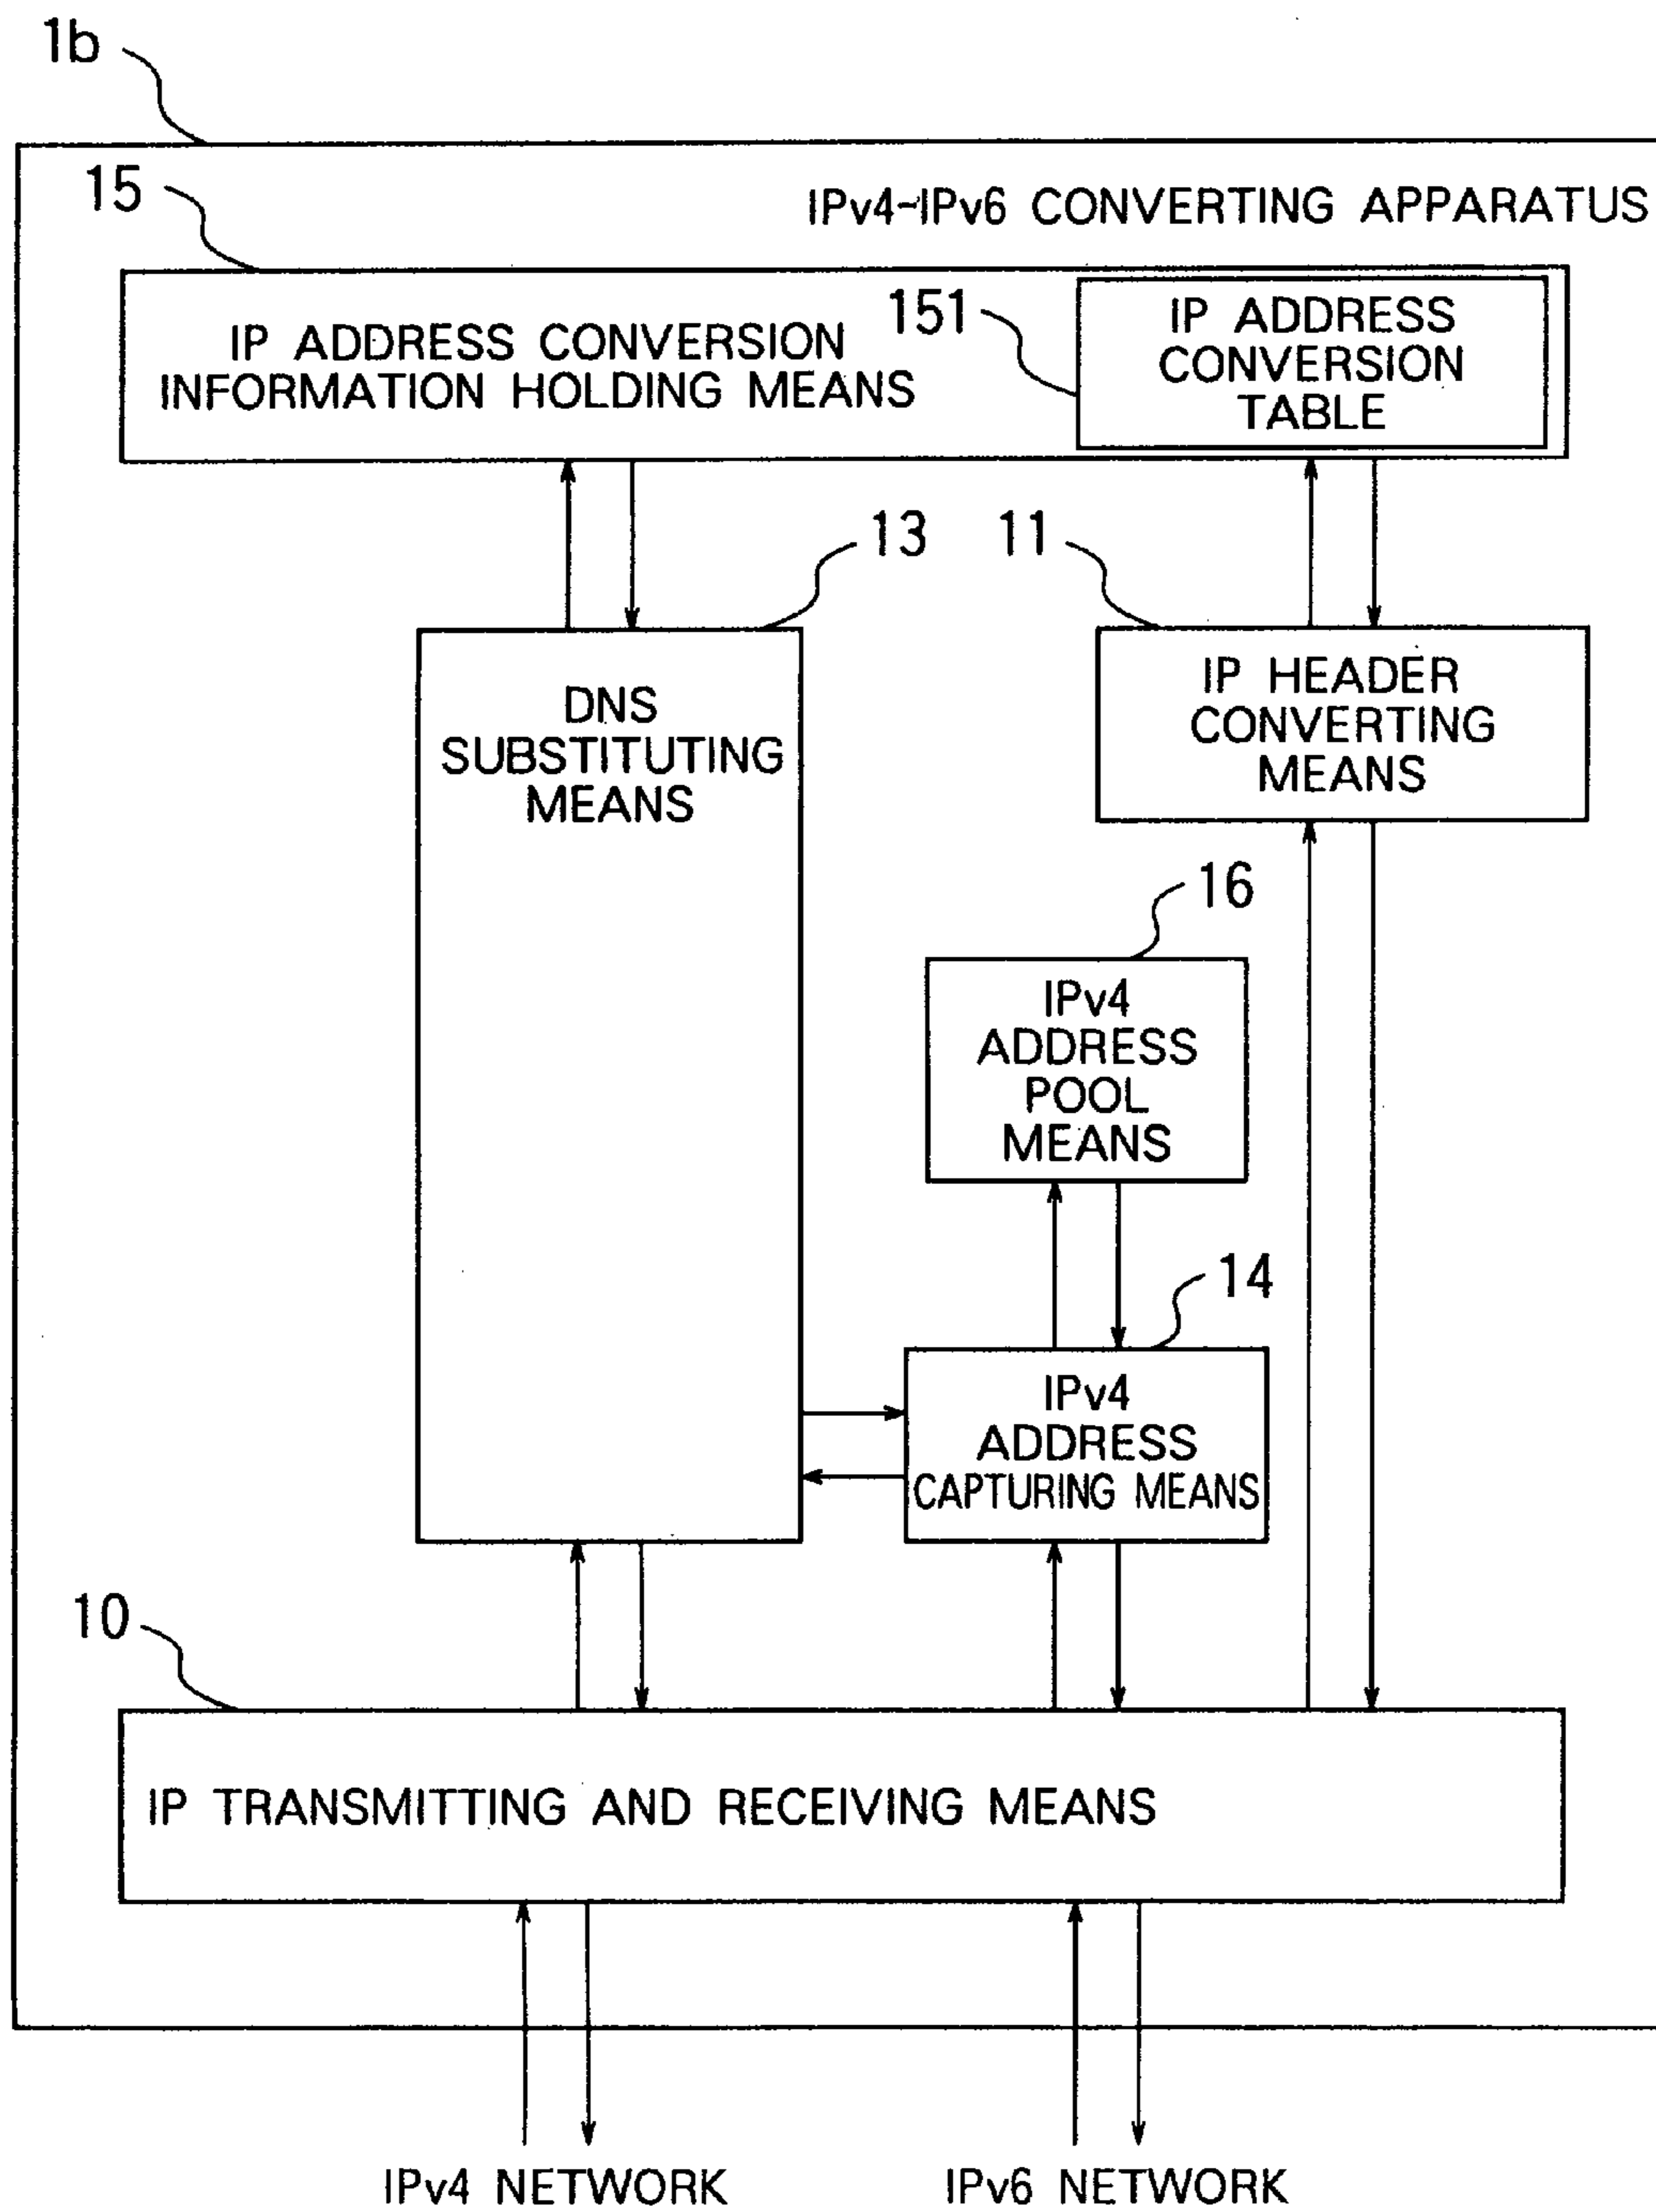 1b
15
IPv4-IPv6 CONVERTING APPARATUS
IP ADDRESS CONVERSION
INFORMATION HOLDING MEANS
151
IP ADDRESS
CONVERSION
TABLE
13
11
DNS
SUBSTITUTING
MEANS
IP HEADER
CONVERTING
MEANS
16
IPv4
ADDRESS
POOL
MEANS
14
IPv4
ADDRESS
CAPTURING MEANS
10
IP TRANSMITTING AND RECEIVING MEANS
IPv4 NETWORK
IPv6 NETWORK